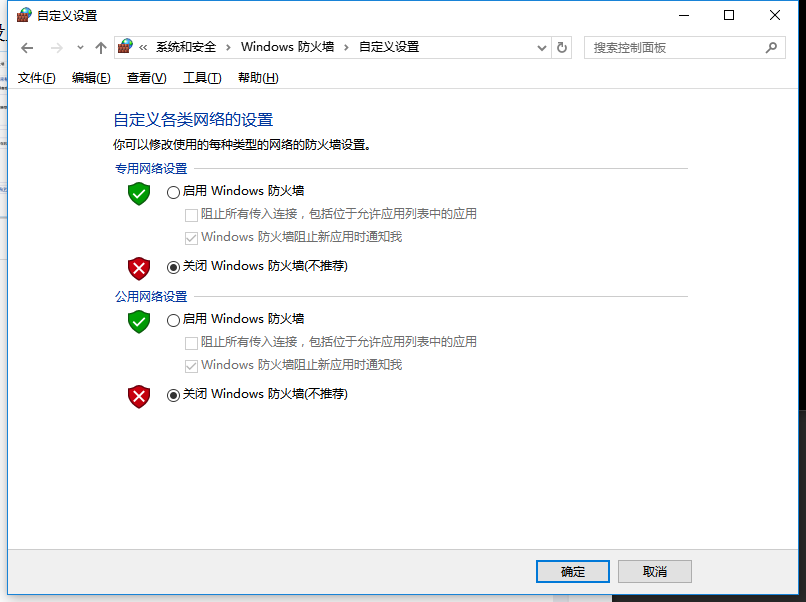 自定义设置
« 系统和安全 › Windows 防火墙 › 自定义设置
搜索控制面板
文件(F) 编辑(E) 查看(V) 工具(T) 帮助(H)
自定义各类网络的设置
你可以修改使用的每种类型的网络的防火墙设置。
专用网络设置
启用 Windows 防火墙
阻止所有传入连接，包括位于允许应用列表中的应用
Windows 防火墙阻止新应用时通知我
关闭 Windows 防火墙(不推荐)
公用网络设置
启用 Windows 防火墙
阻止所有传入连接，包括位于允许应用列表中的应用
Windows 防火墙阻止新应用时通知我
关闭 Windows 防火墙(不推荐)
确定 取消